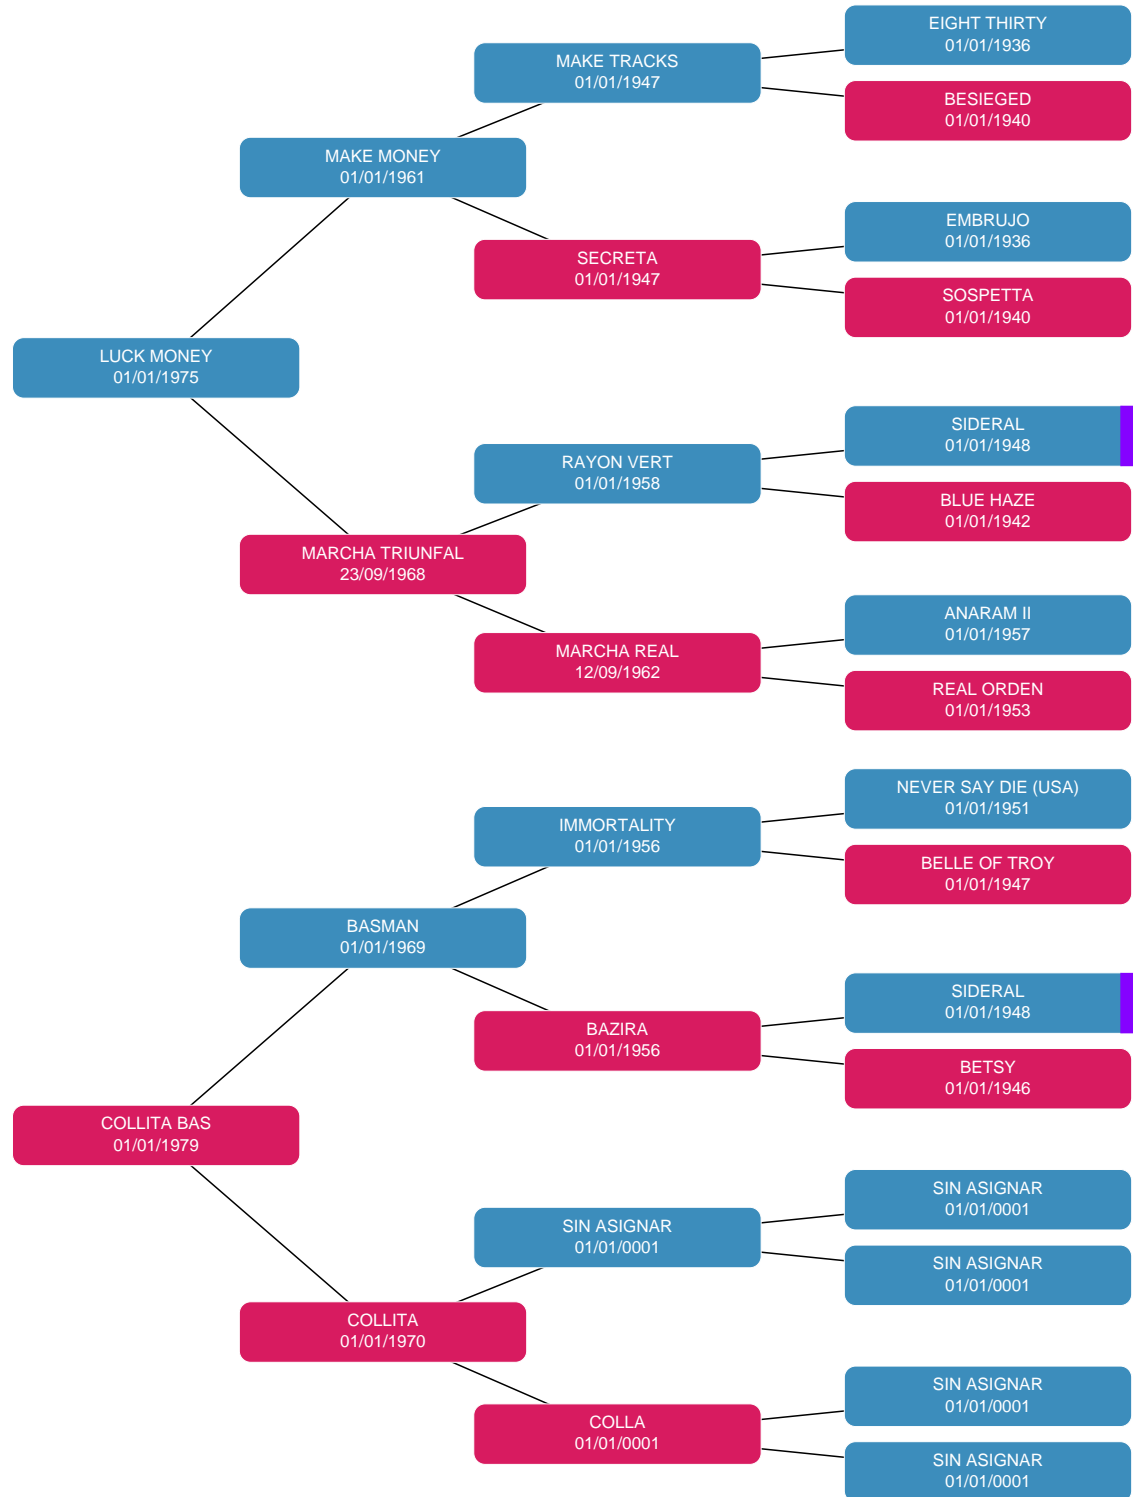 EIGHT THIRTY
01/01/1936
MAKE TRACKS
01/01/1947
BESIEGED
01/01/1940
MAKE MONEY
01/01/1961
EMBRUJO
01/01/1936
SECRETA
01/01/1947
SOSPETTA
01/01/1940
LUCK MONEY
01/01/1975
SIDERAL
01/01/1948
RAYON VERT
01/01/1958
BLUE HAZE
01/01/1942
MARCHA TRIUNFAL
23/09/1968
ANARAM II
01/01/1957
MARCHA REAL
12/09/1962
REAL ORDEN
01/01/1953
NEVER SAY DIE (USA)
01/01/1951
IMMORTALITY
01/01/1956
BELLE OF TROY
01/01/1947
BASMAN
01/01/1969
SIDERAL
01/01/1948
BAZIRA
01/01/1956
BETSY
01/01/1946
COLLITA BAS
01/01/1979
SIN ASIGNAR
01/01/0001
SIN ASIGNAR
01/01/0001
SIN ASIGNAR
01/01/0001
COLLITA
01/01/1970
SIN ASIGNAR
01/01/0001
COLLA
01/01/0001
SIN ASIGNAR
01/01/0001